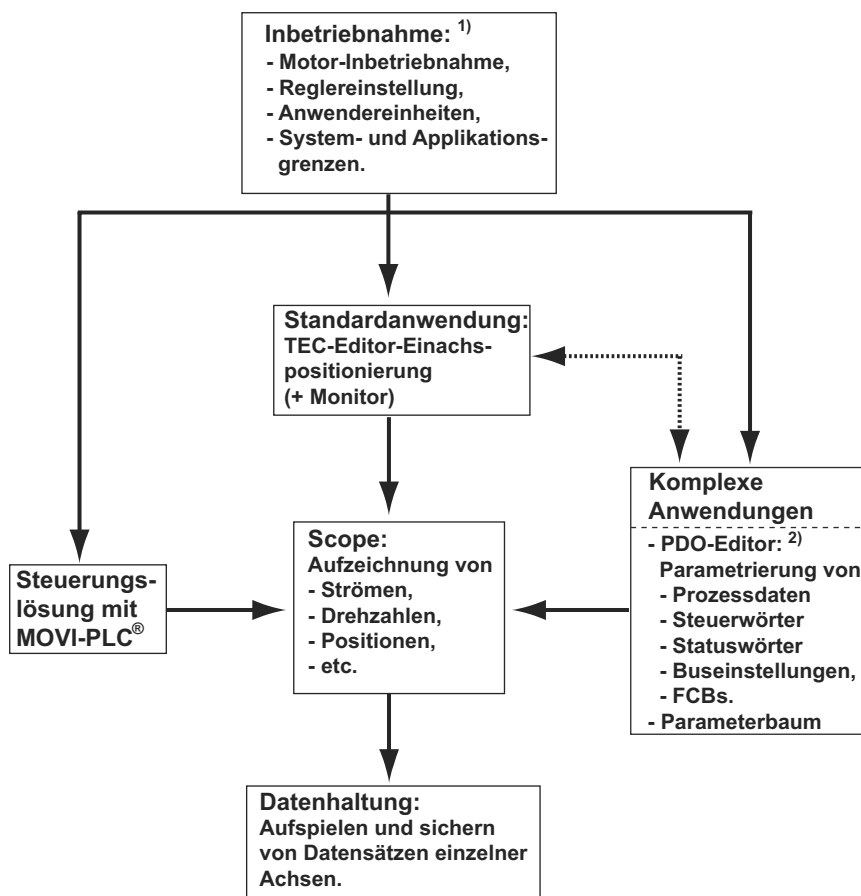 Inbetriebnahme: 1)
- Motor-Inbetriebnahme,
- Reglereinstellung,
- Anwendereinheiten,
- System- und Applikations-
grenzen.
Standardanwendung:
TEC-Editor-Einachs-
positionierung
(+ Monitor)
Steuerungs-
lösung mit
MOVI-PLC®
Scope:
Aufzeichnung von
- Strömen,
- Drehzahlen,
- Positionen,
- etc.
Komplexe
Anwendungen
- PDO-Editor: 2)
Parametrierung von
- Prozessdaten
- Steuerwörter
- Statuswörter
- Buseinstellungen,
- FCBs.
- Parameterbaum
Datenhaltung:
Aufspielen und sichern
von Datensätzen einzelner
Achsen.